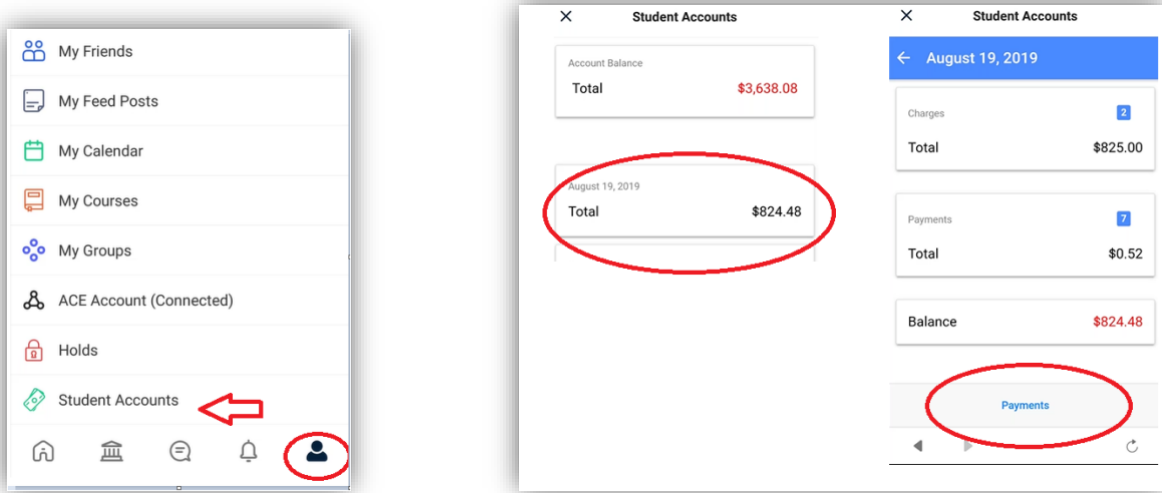 My Friends
My Feed Posts
My Calendar
My Courses
My Groups
ACE Account (Connected)
Holds
Student Accounts
Student Accounts
Account Balance
Total $3,638.08
August 19, 2019
Total $824.48
Student Accounts
August 19, 2019
Charges 2
Total $825.00
Payments 7
Total $0.52
Balance $824.48
Payments